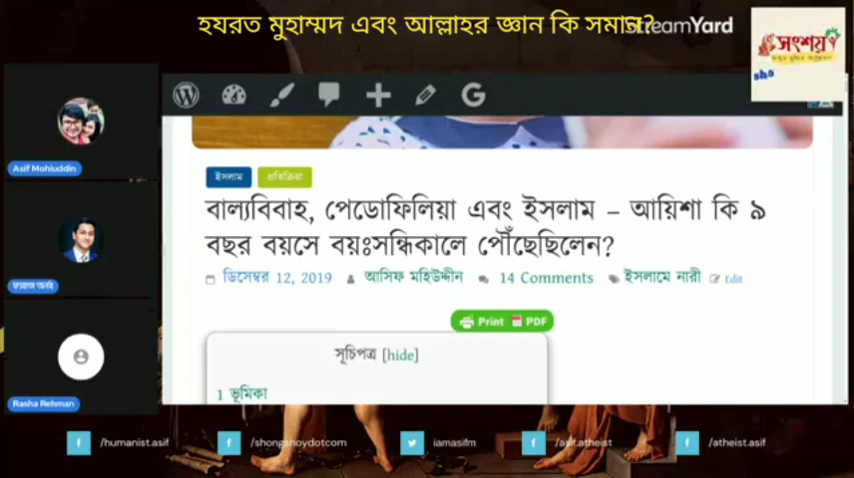 হযরত মুহাম্মদ এবং আল্লাহর জ্ঞান কি সমান?
StreamYard
সংশয়
sho
Asif Mohiuddin
Rasha Rehman
ইসলাম
প্রতিক্রিয়া
বাল্যবিবাহ, পেডোফিলিয়া এবং ইসলাম – আয়িশা কি ৯
বছর বয়সে বয়ঃসন্ধিকালে পৌঁছেছিলেন?
ডিসেম্বর 12, 2019 আসিফ মহিউদ্দীন 14 Comments ইসলামে নারী Edit
Print PDF
সূচিপত্র [hide]
1 ভূমিকা
/humanist.asif /shongshoydotcom iamasifm /asif.atheist /atheist.asif